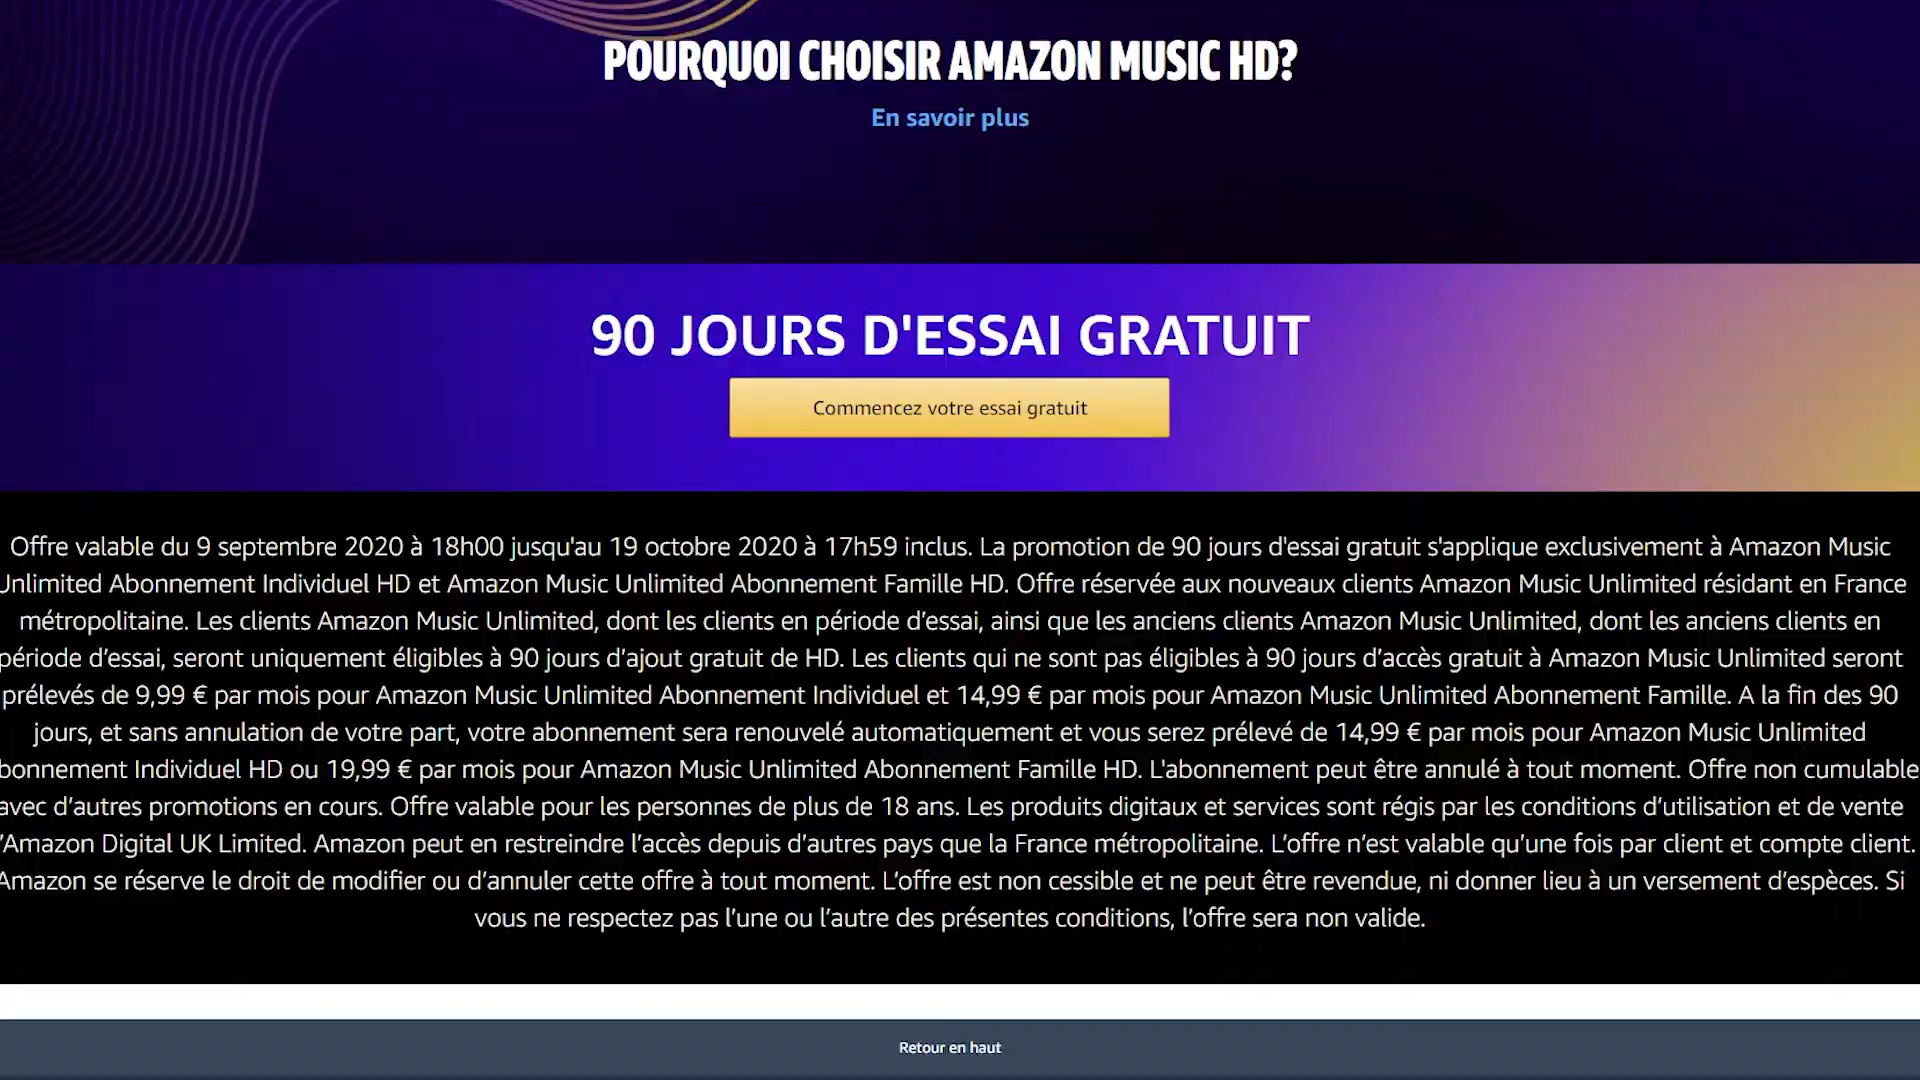 POURQUOI CHOISIR AMAZON MUSIC HD?
En savoir plus
90 JOURS D'ESSAI GRATUIT
Commencez votre essai gratuit
Offre valable du 9 septembre 2020 à 18h00 jusqu'au 19 octobre 2020 à 17h59 inclus. La promotion de 90 jours d'essai gratuit s'applique exclusivement à Amazon Music
Unlimited Abonnement Individuel HD et Amazon Music Unlimited Abonnement Famille HD. Offre réservée aux nouveaux clients Amazon Music Unlimited résidant en France
métropolitaine. Les clients Amazon Music Unlimited, dont les clients en période d’essai, ainsi que les anciens clients Amazon Music Unlimited, dont les anciens clients en
période d’essai, seront uniquement éligibles à 90 jours d’ajout gratuit de HD. Les clients qui ne sont pas éligibles à 90 jours d’accès gratuit à Amazon Music Unlimited seront
prélevés de 9,99 € par mois pour Amazon Music Unlimited Abonnement Individuel et 14,99 € par mois pour Amazon Music Unlimited Abonnement Famille. A la fin des 90
jours, et sans annulation de votre part, votre abonnement sera renouvelé automatiquement et vous serez prélevé de 14,99 € par mois pour Amazon Music Unlimited
bonnement Individuel HD ou 19,99 € par mois pour Amazon Music Unlimited Abonnement Famille HD. L'abonnement peut être annulé à tout moment. Offre non cumulable
avec d’autres promotions en cours. Offre valable pour les personnes de plus de 18 ans. Les produits digitaux et services sont régis par les conditions d’utilisation et de vente
’Amazon Digital UK Limited. Amazon peut en restreindre l’accès depuis d’autres pays que la France métropolitaine. L’offre n’est valable qu’une fois par client et compte client.
Amazon se réserve le droit de modifier ou d’annuler cette offre à tout moment. L’offre est non cessible et ne peut être revendue, ni donner lieu à un versement d’espèces. Si
vous ne respectez pas l’une ou l’autre des présentes conditions, l’offre sera non valide.
Retour en haut